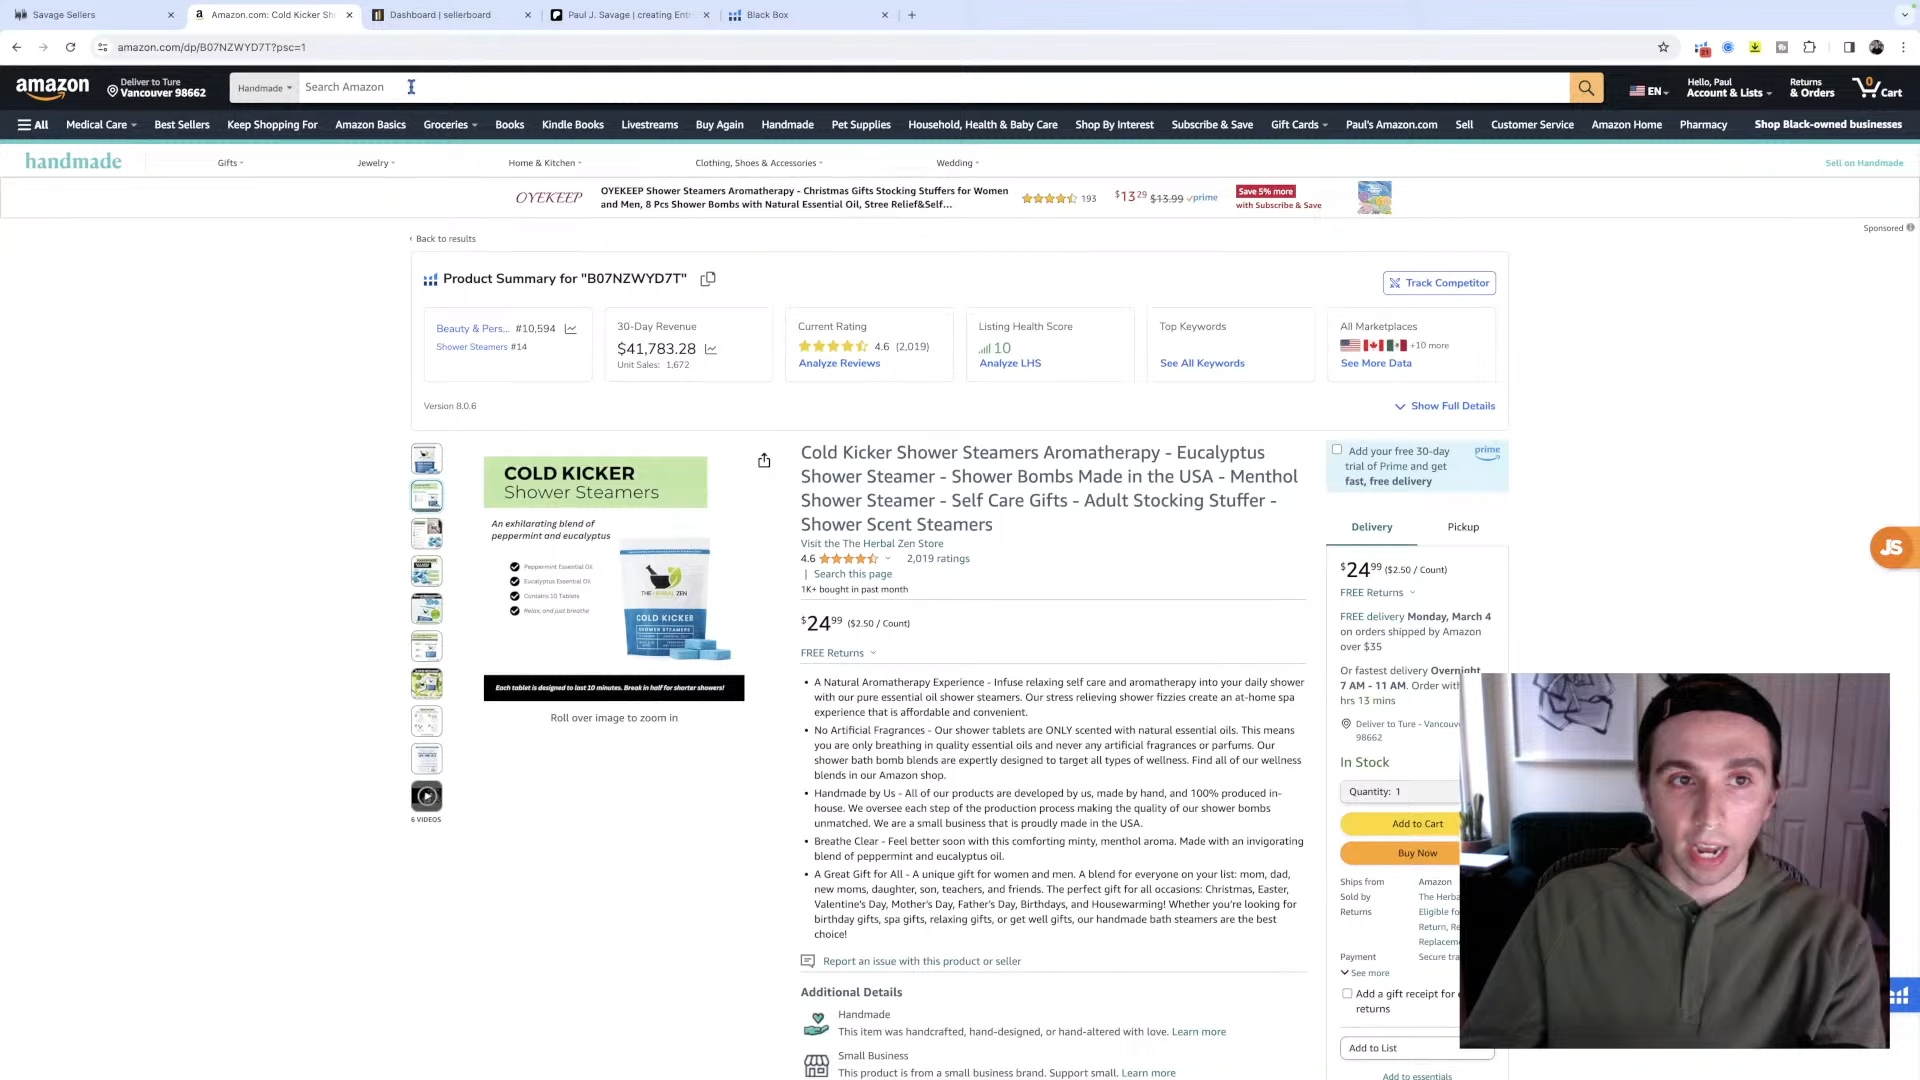 Savage Sellers
Amazon.com: Cold Kicker Sh
Dashboard | sellerboard
Paul J. Savage | creating Entr
Black Box
amazon.com/dp/B07NZWYD7T?psc=1
21
amazon
Deliver to Ture
Vancouver 98662
Handmade
Search Amazon
EN
Hello, Paul
Account & Lists
Returns
& Orders
0
Cart
All
Medical Care
Best Sellers
Keep Shopping For
Amazon Basics
Groceries
Books
Kindle Books
Livestreams
Buy Again
Handmade
Pet Supplies
Household, Health & Baby Care
Shop By Interest
Subscribe & Save
Gift Cards
Paul's Amazon.com
Sell
Customer Service
Amazon Home
Pharmacy
Shop Black-owned businesses
handmade
Gifts
Jewelry
Home & Kitchen
Clothing, Shoes & Accessories
Wedding
Sell on Handmade
OYEKEEP
OYEKEEP Shower Steamers Aromatherapy - Christmas Gifts Stocking Stuffers for Women
and Men, 8 Pcs Shower Bombs with Natural Essential Oil, Stree Relief&Self...
193
$13.29 $13.99 prime
Save 5% more
with Subscribe & Save
Sponsored
‹ Back to results
Product Summary for "B07NZWYD7T"
Track Competitor
Beauty & Pers... #10,594
Shower Steamers #14
30-Day Revenue
$41,783.28
Unit Sales: 1,672
Current Rating
4.6 (2,019)
Analyze Reviews
Listing Health Score
10
Analyze LHS
Top Keywords
See All Keywords
All Marketplaces
+10 more
See More Data
Version 8.0.6
Show Full Details
6 VIDEOS
COLD KICKER
Shower Steamers
An exhilarating blend of
peppermint and eucalyptus
Peppermint Essential Oil
Eucalyptus Essential Oil
Contains 10 Tablets
Relax, and just breathe
THE HERBAL ZEN
COLD KICKER
SHOWER STEAMERS
Each tablet is designed to last 10 minutes. Break in half for shorter showers!
Roll over image to zoom in
Cold Kicker Shower Steamers Aromatherapy - Eucalyptus
Shower Steamer - Shower Bombs Made in the USA - Menthol
Shower Steamer - Self Care Gifts - Adult Stocking Stuffer -
Shower Scent Steamers
Visit the The Herbal Zen Store
4.6
2,019 ratings
| Search this page
1K+ bought in past month
$24.99 ($2.50 / Count)
FREE Returns
• A Natural Aromatherapy Experience - Infuse relaxing self care and aromatherapy into your daily shower
with our pure essential oil shower steamers. Our stress relieving shower fizzies create an at-home spa
experience that is affordable and convenient.
• No Artificial Fragrances - Our shower tablets are ONLY scented with natural essential oils. This means
you are only breathing in quality essential oils and never any artificial fragrances or parfums. Our
shower bath bomb blends are expertly designed to target all types of wellness. Find all of our wellness
blends in our Amazon shop.
• Handmade by Us - All of our products are developed by us, made by hand, and 100% produced in-
house. We oversee each step of the production process making the quality of our shower bombs
unmatched. We are a small business that is proudly made in the USA.
• Breathe Clear - Feel better soon with this comforting minty, menthol aroma. Made with an invigorating
blend of peppermint and eucalyptus oil.
• A Great Gift for All - A unique gift for women and men. A blend for everyone on your list: mom, dad,
new moms, daughter, son, teachers, and friends. The perfect gift for all occasions: Christmas, Easter,
Valentine's Day, Mother's Day, Father's Day, Birthdays, and Housewarming! Whether you're looking for
birthday gifts, spa gifts, relaxing gifts, or get well gifts, our handmade bath steamers are the best
choice!
Report an issue with this product or seller
Additional Details
Handmade
This item was handcrafted, hand-designed, or hand-altered with love. Learn more
Small Business
This product is from a small business brand. Support small. Learn more
Add your free 30-day
trial of Prime and get
fast, free delivery
prime
Delivery
Pickup
$24.99 ($2.50 / Count)
FREE Returns
FREE delivery Monday, March 4
on orders shipped by Amazon
over $35
Or fastest delivery Overnight
7 AM - 11 AM. Order with
hrs 13 mins
Deliver to Ture - Vancouv
98662
In Stock
Quantity: 1
Add to Cart
Buy Now
Ships from
Amazon
Sold by
The Herba
Returns
Eligible fo
Return, Re
Replacem
Payment
Secure tra
See more
Add a gift receipt for
returns
Add to List
Add to essentials
JS